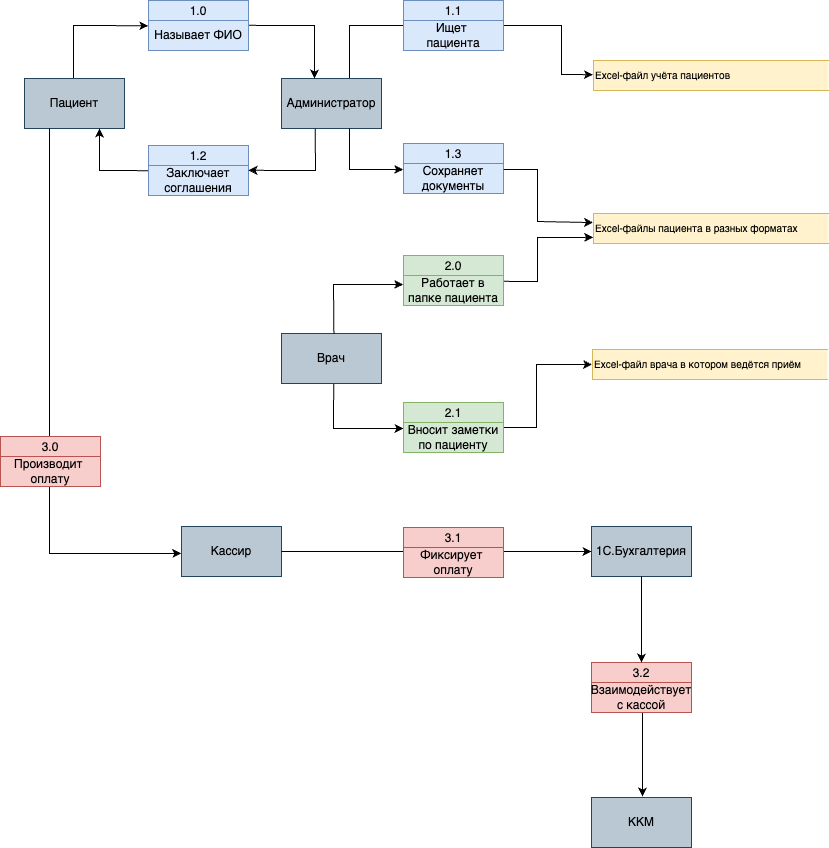 1.0
Называет ФИО
1.1
Ищет
пациента
Excel-файл учёта пациентов
Пациент
Администратор
1.2
Заключает
соглашения
1.3
Сохраняет
документы
Excel-файлы пациента в разных форматах
2.0
Работает в
папке пациента
Врач
Excel-файл врача в котором ведётся приём
2.1
Вносит заметки
по пациенту
3.0
Производит
оплату
Кассир
3.1
Фиксирует
оплату
1С.Бухгалтерия
3.2
Взаимодействует
с кассой
ККМ